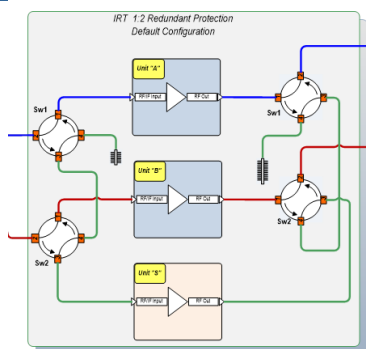 IRT 1:2 Redundant Protection
Default Configuration
Unit "A"
RF/IF Input
RF Out
Sw1
Sw1
Unit "B"
RF/IF Input
RF Out
Sw2
Sw2
Unit "S"
RF/IF Input
RF Out